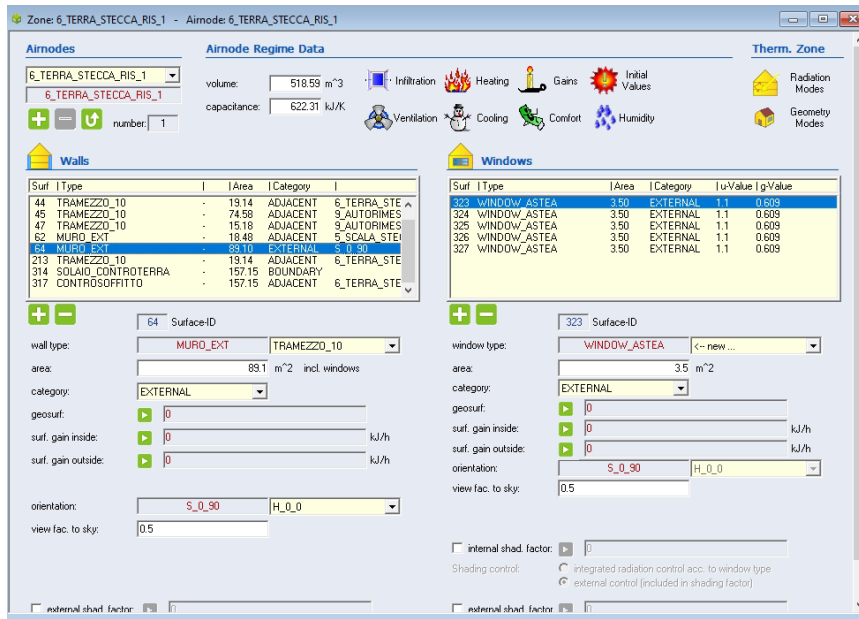 Zone: 6_TERRA_STECCA_RIS_1 - Airnode: 6_TERRA_STECCA_RIS_1
Airnodes
Airnode Regime Data
Therm. Zone
6_TERRA_STECCA_RIS_1
6_TERRA_STECCA_RIS_1
number: 1
volume: 518.59 m^3
capacitance: 622.31 kJ/K
Infiltration
Heating
Gains
Initial Values
Ventilation
Cooling
Comfort
Humidity
Radiation Modes
Geometry Modes
Walls
Surf | Type | | Area | Category |
44 TRAMEZZO_10 - 19.14 ADJACENT 6_TERRA_STE
45 TRAMEZZO_10 - 74.58 ADJACENT 9_AUTORIMES
47 TRAMEZZO_10 - 15.18 ADJACENT 9_AUTORIMES
62 MURO_EXT - 19.48 ADJACENT 5_SCALA_STE
64 MURO_EXT - 89.10 EXTERNAL S_0_90
213 TRAMEZZO_10 - 19.14 ADJACENT 6_TERRA_STE
314 SOLAIO_CONTROTERRA - 157.15 BOUNDARY
317 CONTROSOFFITTO - 157.15 ADJACENT 6_TERRA_STE
64 Surface-ID
wall type: MURO_EXT TRAMEZZO_10
area: 89.1 m^2 incl. windows
category: EXTERNAL
geosurf: 0
surf. gain inside: 0 kJ/h
surf. gain outside: 0 kJ/h
orientation: S_0_90 H_0_0
view fac. to sky: 0.5
external shad. factor 0
Windows
Surf | Type | Area | Category | u-Value | g-Value
323 WINDOW_ASTEA 3.50 EXTERNAL 1.1 0.609
324 WINDOW_ASTEA 3.50 EXTERNAL 1.1 0.609
325 WINDOW_ASTEA 3.50 EXTERNAL 1.1 0.609
326 WINDOW_ASTEA 3.50 EXTERNAL 1.1 0.609
327 WINDOW_ASTEA 3.50 EXTERNAL 1.1 0.609
323 Surface-ID
window type: WINDOW_ASTEA <-- new ...
area: 3.5 m^2
category: EXTERNAL
geosurf: 0
surf. gain inside: 0 kJ/h
surf. gain outside: 0 kJ/h
orientation: S_0_90 H_0_0
view fac. to sky: 0.5
internal shad. factor: 0
Shading control: integrated radiation control acc. to window type
external control (included in shading factor)
external shad. factor 0